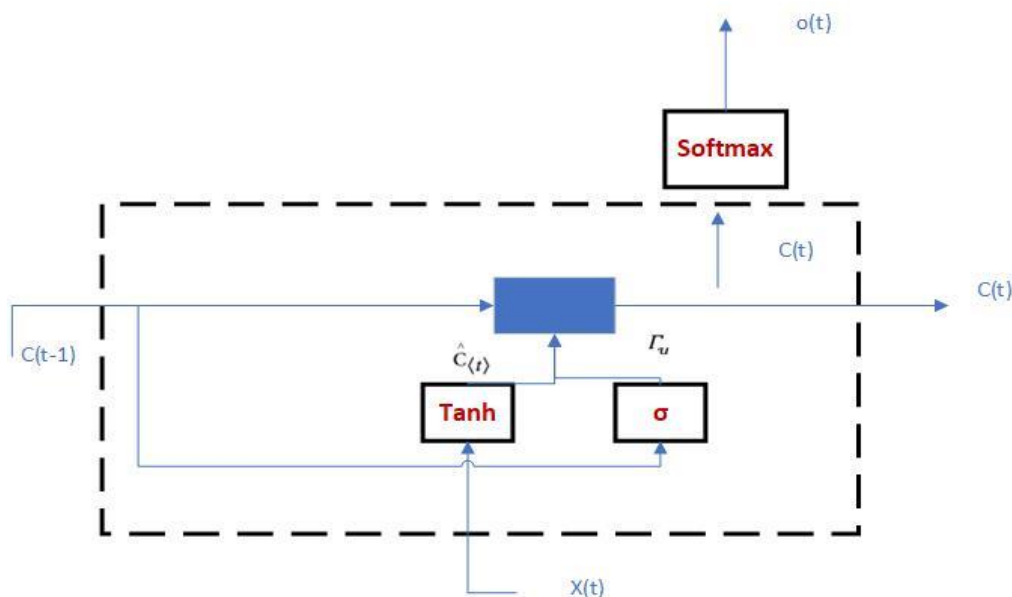 o(t)
Softmax
C(t)
C(t)
C(t-1)
Ĉ⟨t⟩
Γu
Tanh
σ
X(t)